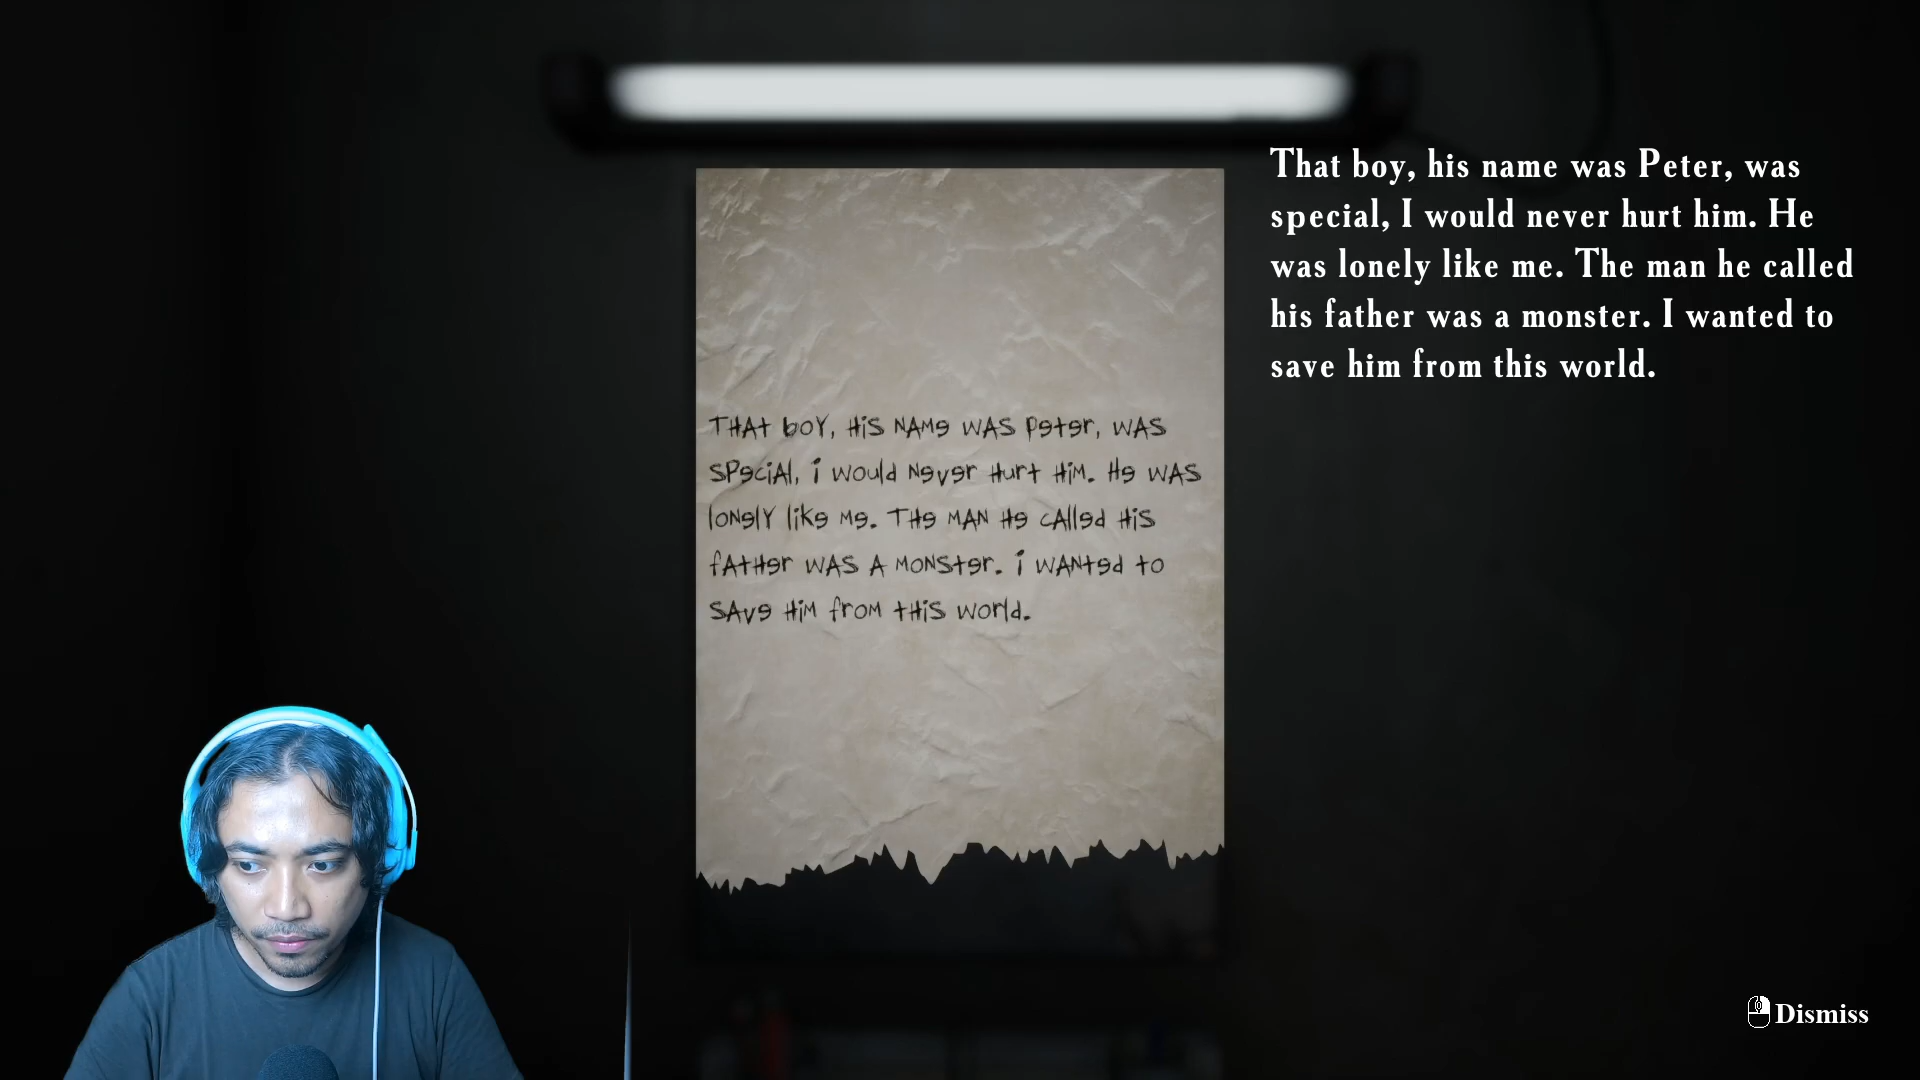 THAT BOY, HIS NAME WAS PETER, WAS
SPECIAL, I WOULD NEVER HURT HIM. HE WAS
LONELY LIKE ME. THE MAN HE CALLED HIS
FATHER WAS A MONSTER. I WANTED TO
SAVE HIM FROM THIS WORLD.
That boy, his name was Peter, was
special, I would never hurt him. He
was lonely like me. The man he called
his father was a monster. I wanted to
save him from this world.
Dismiss